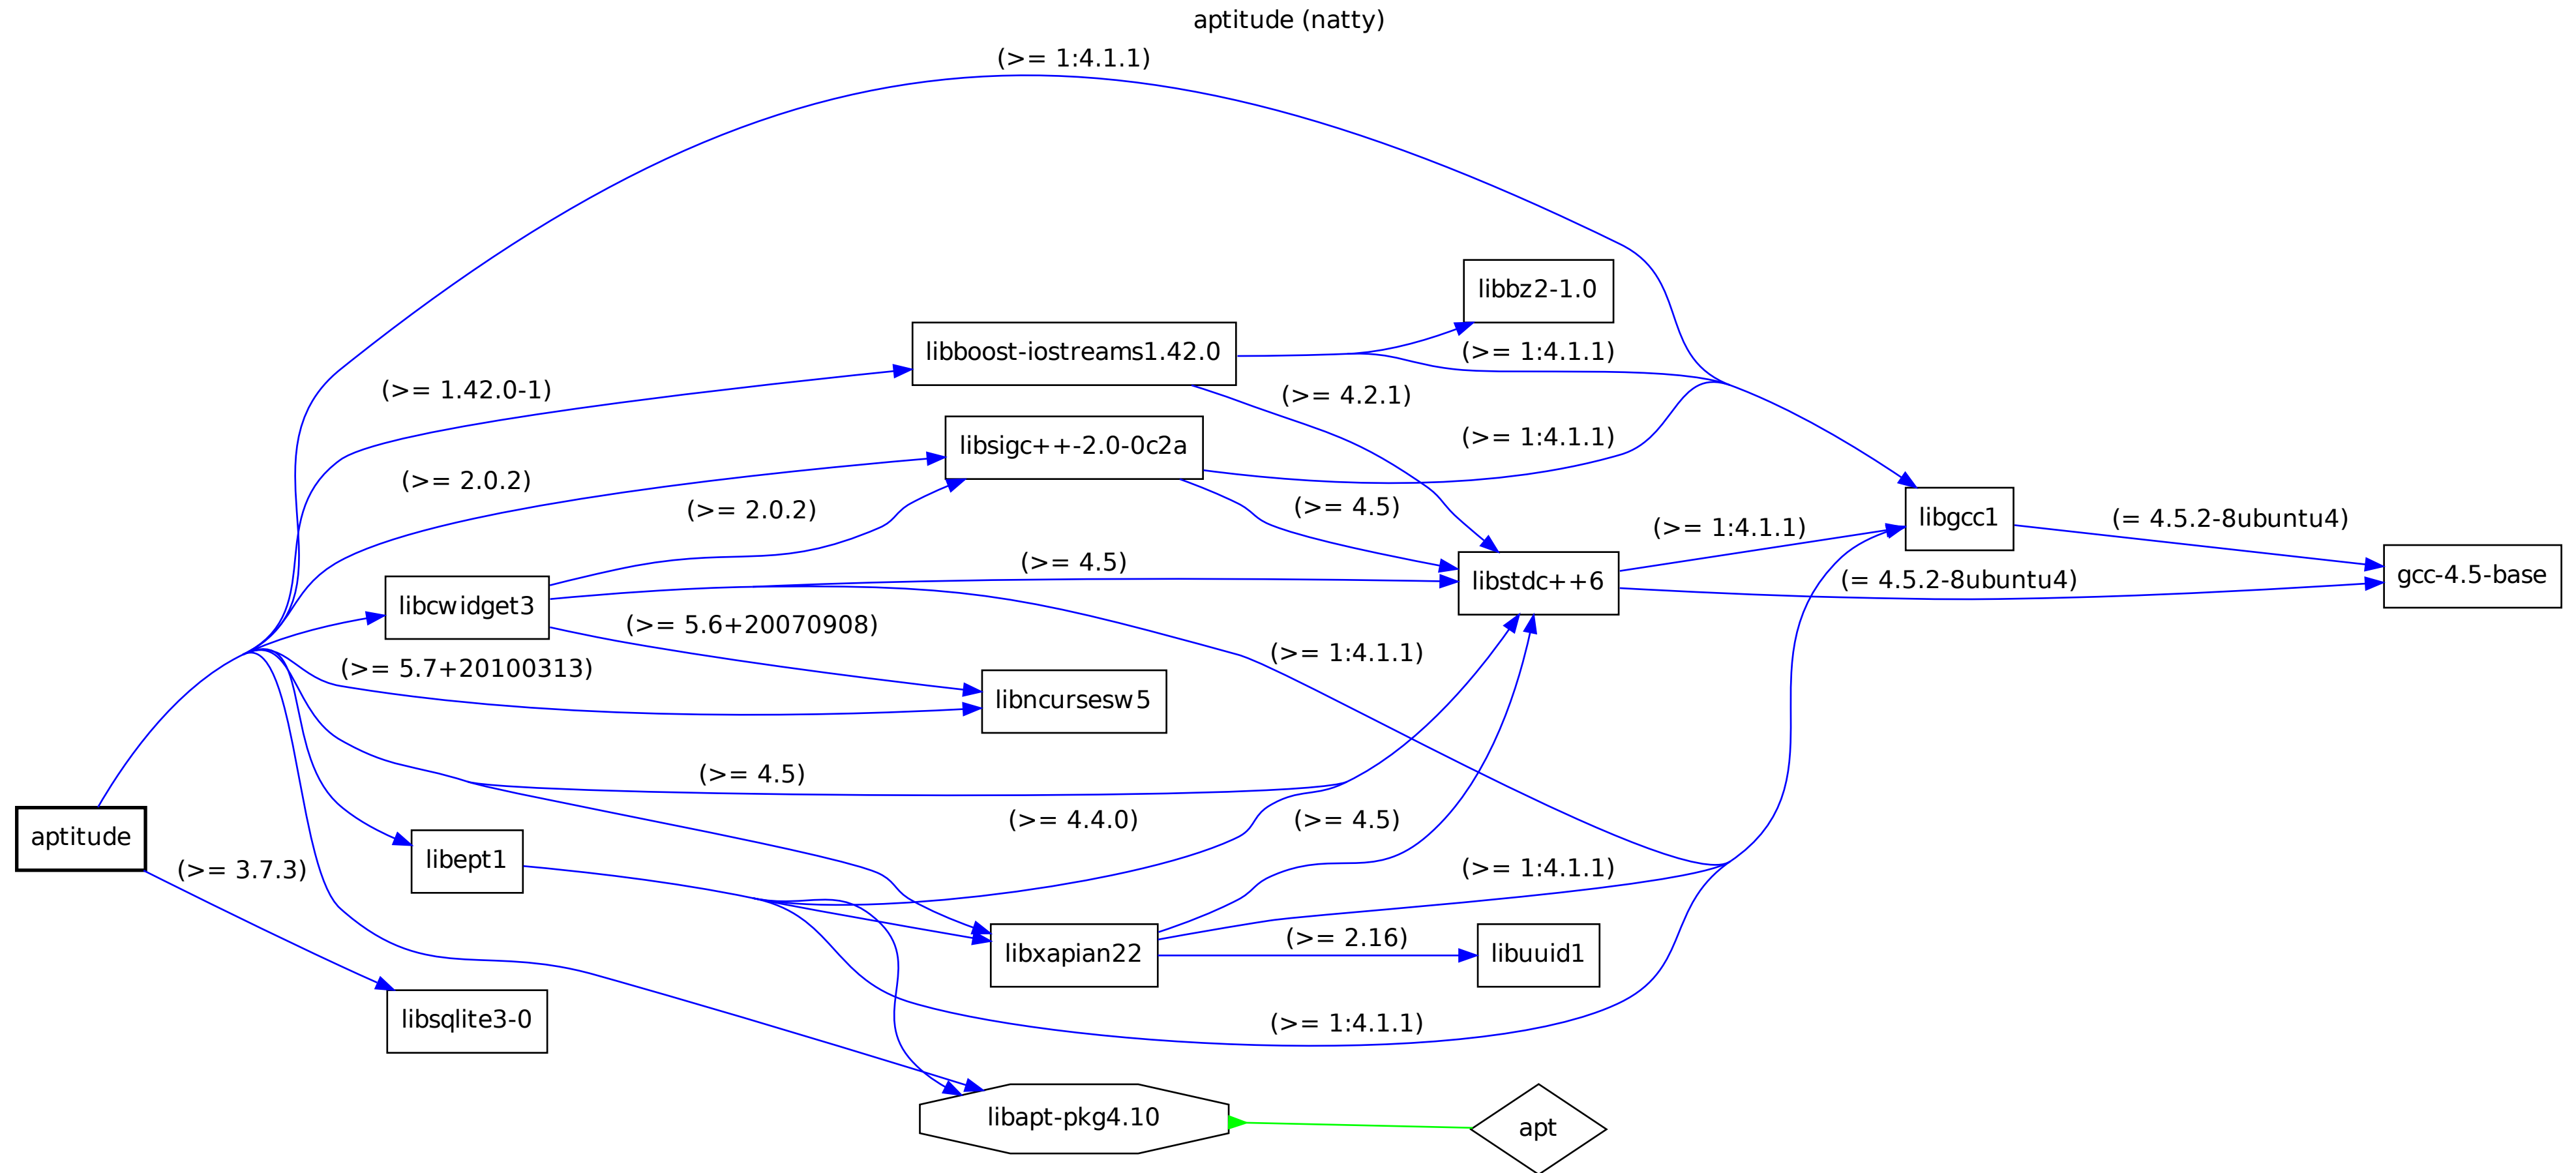 aptitude (natty)
(>= 1:4.1.1)
libbz2-1.0
libboost-iostreams1.42.0
(>= 1:4.1.1)
(>= 1.42.0-1)
(>= 4.2.1)
libsigc++-2.0-0c2a
(>= 1:4.1.1)
(>= 2.0.2)
(>= 2.0.2)
(>= 4.5)
libgcc1
(= 4.5.2-8ubuntu4)
(>= 1:4.1.1)
(>= 4.5)
libstdc++6
(= 4.5.2-8ubuntu4)
gcc-4.5-base
libcwidget3
(>= 5.6+20070908)
(>= 1:4.1.1)
(>= 5.7+20100313)
libncursesw5
(>= 4.5)
(>= 4.4.0)
(>= 4.5)
aptitude
(>= 3.7.3)
libept1
(>= 1:4.1.1)
(>= 2.16)
libxapian22
libuuid1
libsqlite3-0
(>= 1:4.1.1)
libapt-pkg4.10
apt